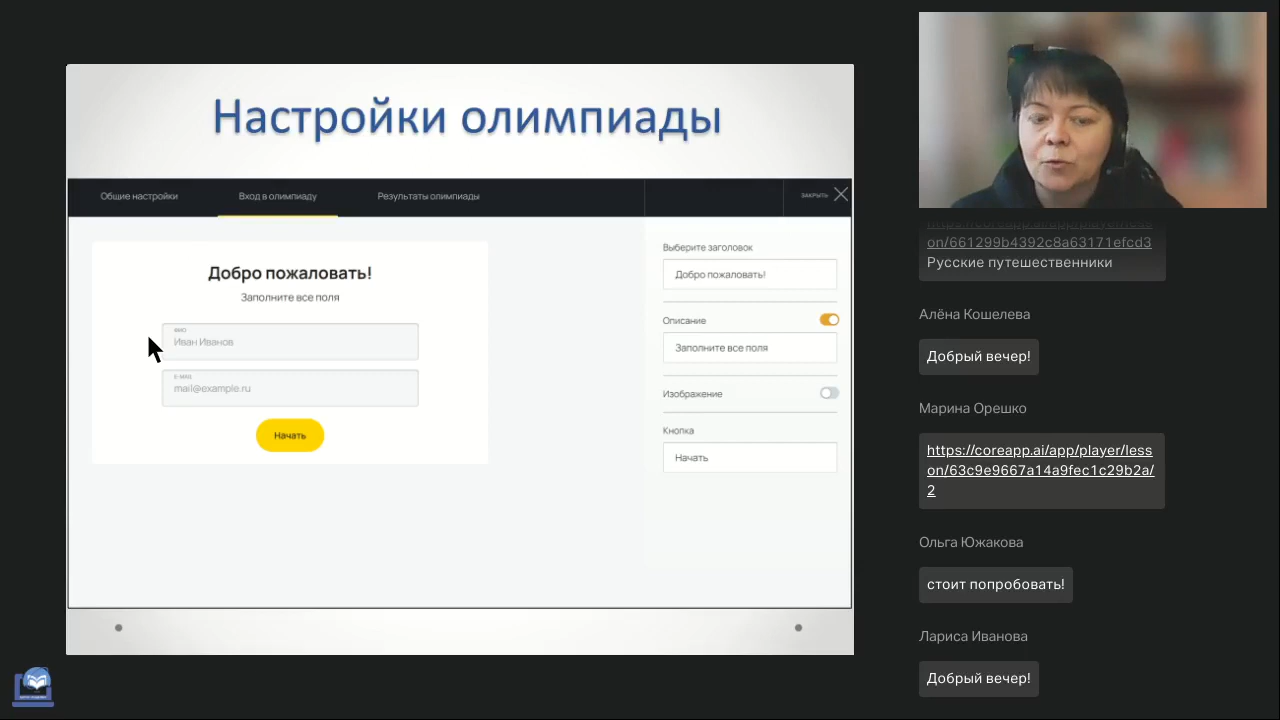 Настройки олимпиады
Общие настройки
Вход в олимпиаду
Результаты олимпиады
ЗАКРЫТЬ
Добро пожаловать!
Заполните все поля
ФИО
Иван Иванов
E-MAIL
mail@example.ru
Начать
Выберите заголовок
Добро пожаловать!
Описание
Заполните все поля
Изображение
Кнопка
Начать
on/661299b4392c8a63171efcd3
Русские путешественники
Алёна Кошелева
Добрый вечер!
Марина Орешко
https://coreapp.ai/app/player/less
on/63c9e9667a14a9fec1c29b2a/
2
Ольга Южакова
стоит попробовать!
Лариса Иванова
Добрый вечер!